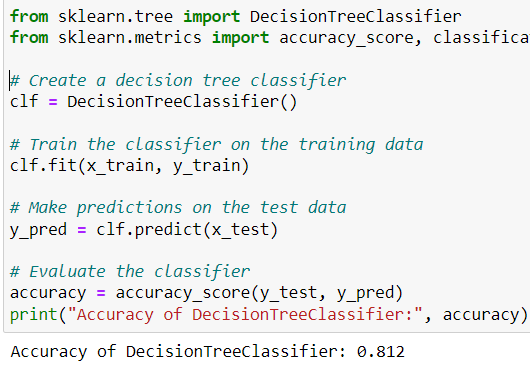 from sklearn.tree import DecisionTreeClassifier
from sklearn.metrics import accuracy_score, classifica
# Create a decision tree classifier
clf = DecisionTreeClassifier()
# Train the classifier on the training data
clf.fit(x_train, y_train)
# Make predictions on the test data
y_pred = clf.predict(x_test)
# Evaluate the classifier
accuracy = accuracy_score(y_test, y_pred)
print("Accuracy of DecisionTreeClassifier:", accuracy)
Accuracy of DecisionTreeClassifier: 0.812